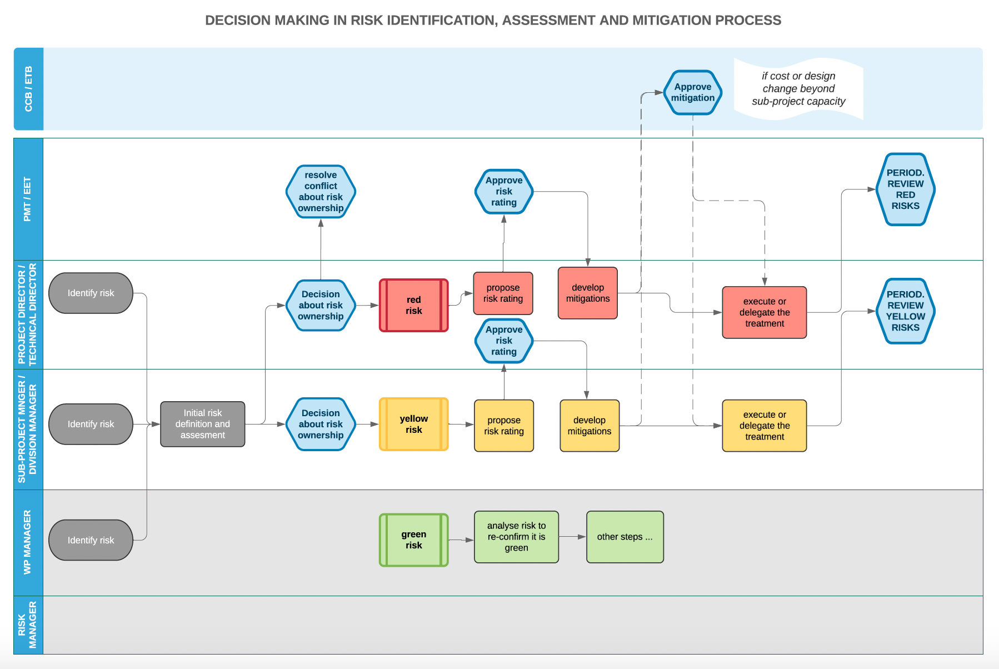 DECISION MAKING IN RISK IDENTIFICATION, ASSESSMENT AND MITIGATION PROCESS
CCB / ETB
Approve
mitigation
if cost or design
change beyond
sub-project capacity
PMT / EET
resolve
conflict
about risk
ownership
Approve
risk
rating
PERIOD.
REVIEW
RED
RISKS
PROJECT DIRECTOR /
TECHNICAL DIRECTOR
Identify risk
Decision
about risk
ownership
red
risk
propose
risk rating
develop
mitigations
execute or
delegate the
treatment
PERIOD.
REVIEW
YELLOW
RISKS
Approve
risk
rating
SUB-PROJECT MNGER /
DIVISION MANAGER
Identify risk
Initial risk
definition and
assesment
Decision
about risk
ownership
yellow
risk
propose
risk rating
develop
mitigations
execute or
delegate the
treatment
WP MANAGER
Identify risk
green
risk
analyse risk to
re-confirm it is
green
other steps ...
RISK
MANAGER